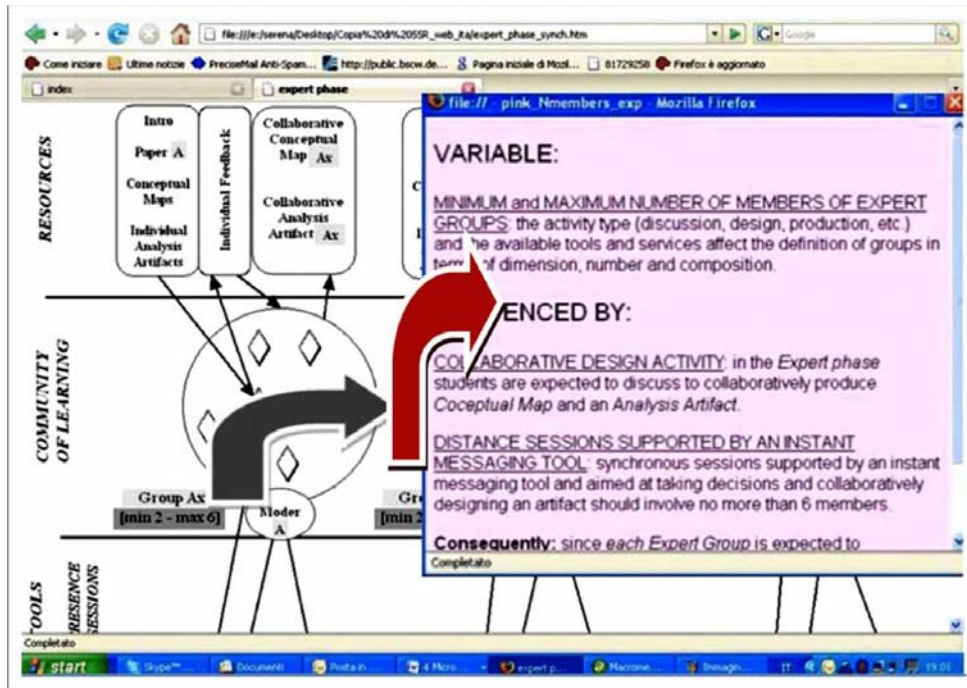 file:///e:/serena/Desktop/Copia%20di%20SSR_web_ita/expert_phase_synch.htm
Google
Come iniziare
Ultime notizie
PreciseMail Anti-Spam...
http://public.bscw.de...
Pagina iniziale di Mozil...
81729258
Firefox è aggiornato
index
expert phase
RESOURCES
Intro
Paper A
Conceptual
Maps
Individual
Analysis
Artifacts
Individual Feedback
Collaborative
Conceptual
Map Ax
Collaborative
Analysis
Artifact Ax
COMMUNITY
OF LEARNING
Group Ax
[min 2 - max 6]
Moder
A
Gr
[min 2
TOOLS
PRESENCE
SESSIONS
file:// - pink_Nmembers_exp - Mozilla Firefox
VARIABLE:
MINIMUM and MAXIMUM NUMBER OF MEMBERS OF EXPERT
GROUPS: the activity type (discussion, design, production, etc.)
and the available tools and services affect the definition of groups in
of dimension, number and composition.
ENCED BY:
COLLABORATIVE DESIGN ACTIVITY: in the Expert phase
students are expected to discuss to collaboratively produce
Coceptual Map and an Analysis Artifact.
DISTANCE SESSIONS SUPPORTED BY AN INSTANT
MESSAGING TOOL: synchronous sessions supported by an instant
messaging tool and aimed at taking decisions and collaboratively
designing an artifact should involve no more than 6 members.
Consequently: since each Expert Group is expected to
Completato
Completato
start
Skype™
Documenti
Posta in ...
4 Micro...
expert p...
Macrome...
Immagin...
IT
19.01